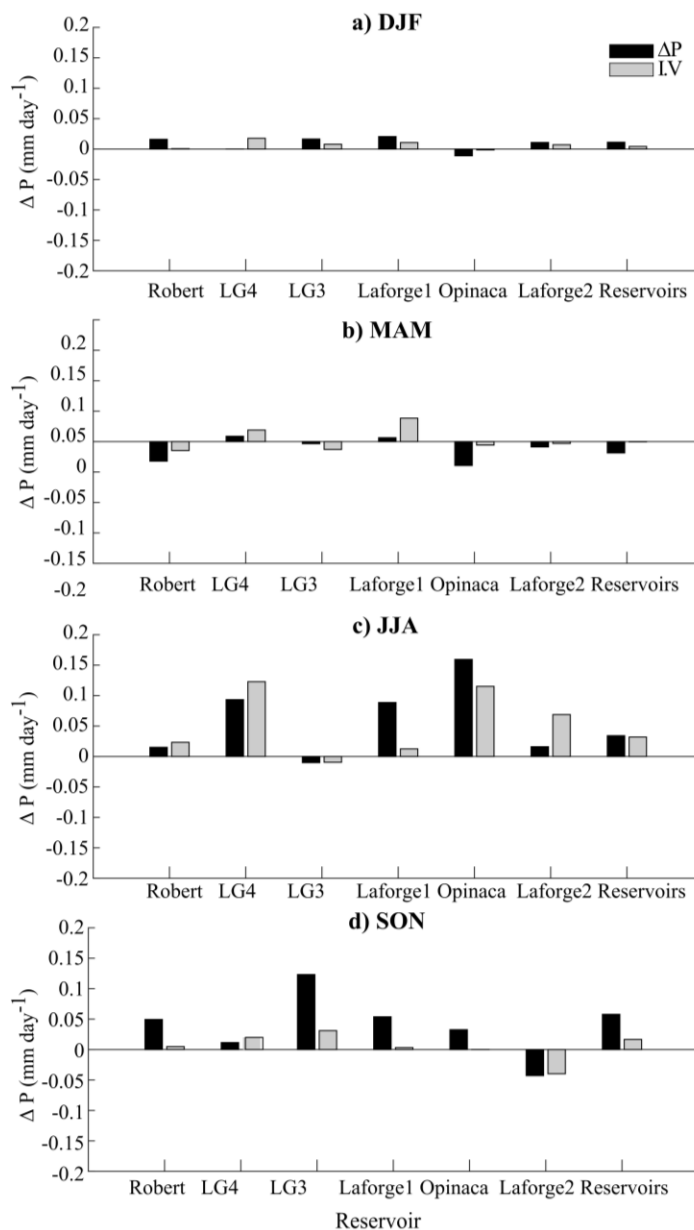 a) DJF
0.2
0.15
0.1
0.05
0
-0.05
-0.1
-0.15
-0.2
Δ P (mm day-1)
ΔP
I.V
Robert LG4 LG3 Laforge1 Opinaca Laforge2 Reservoirs
b) MAM
0.2
0.15
0.1
0.05
0
-0.05
-0.1
-0.15
-0.2
Δ P (mm day-1)
Robert LG4 LG3 Laforge1 Opinaca Laforge2 Reservoirs
c) JJA
0.2
0.15
0.1
0.05
0
-0.05
-0.1
-0.15
-0.2
Δ P (mm day-1)
Robert LG4 LG3 Laforge1 Opinaca Laforge2 Reservoirs
d) SON
0.2
0.15
0.1
0.05
0
-0.05
-0.1
-0.15
-0.2
Δ P (mm day-1)
Robert LG4 LG3 Laforge1 Opinaca Laforge2 Reservoirs
Reservoir